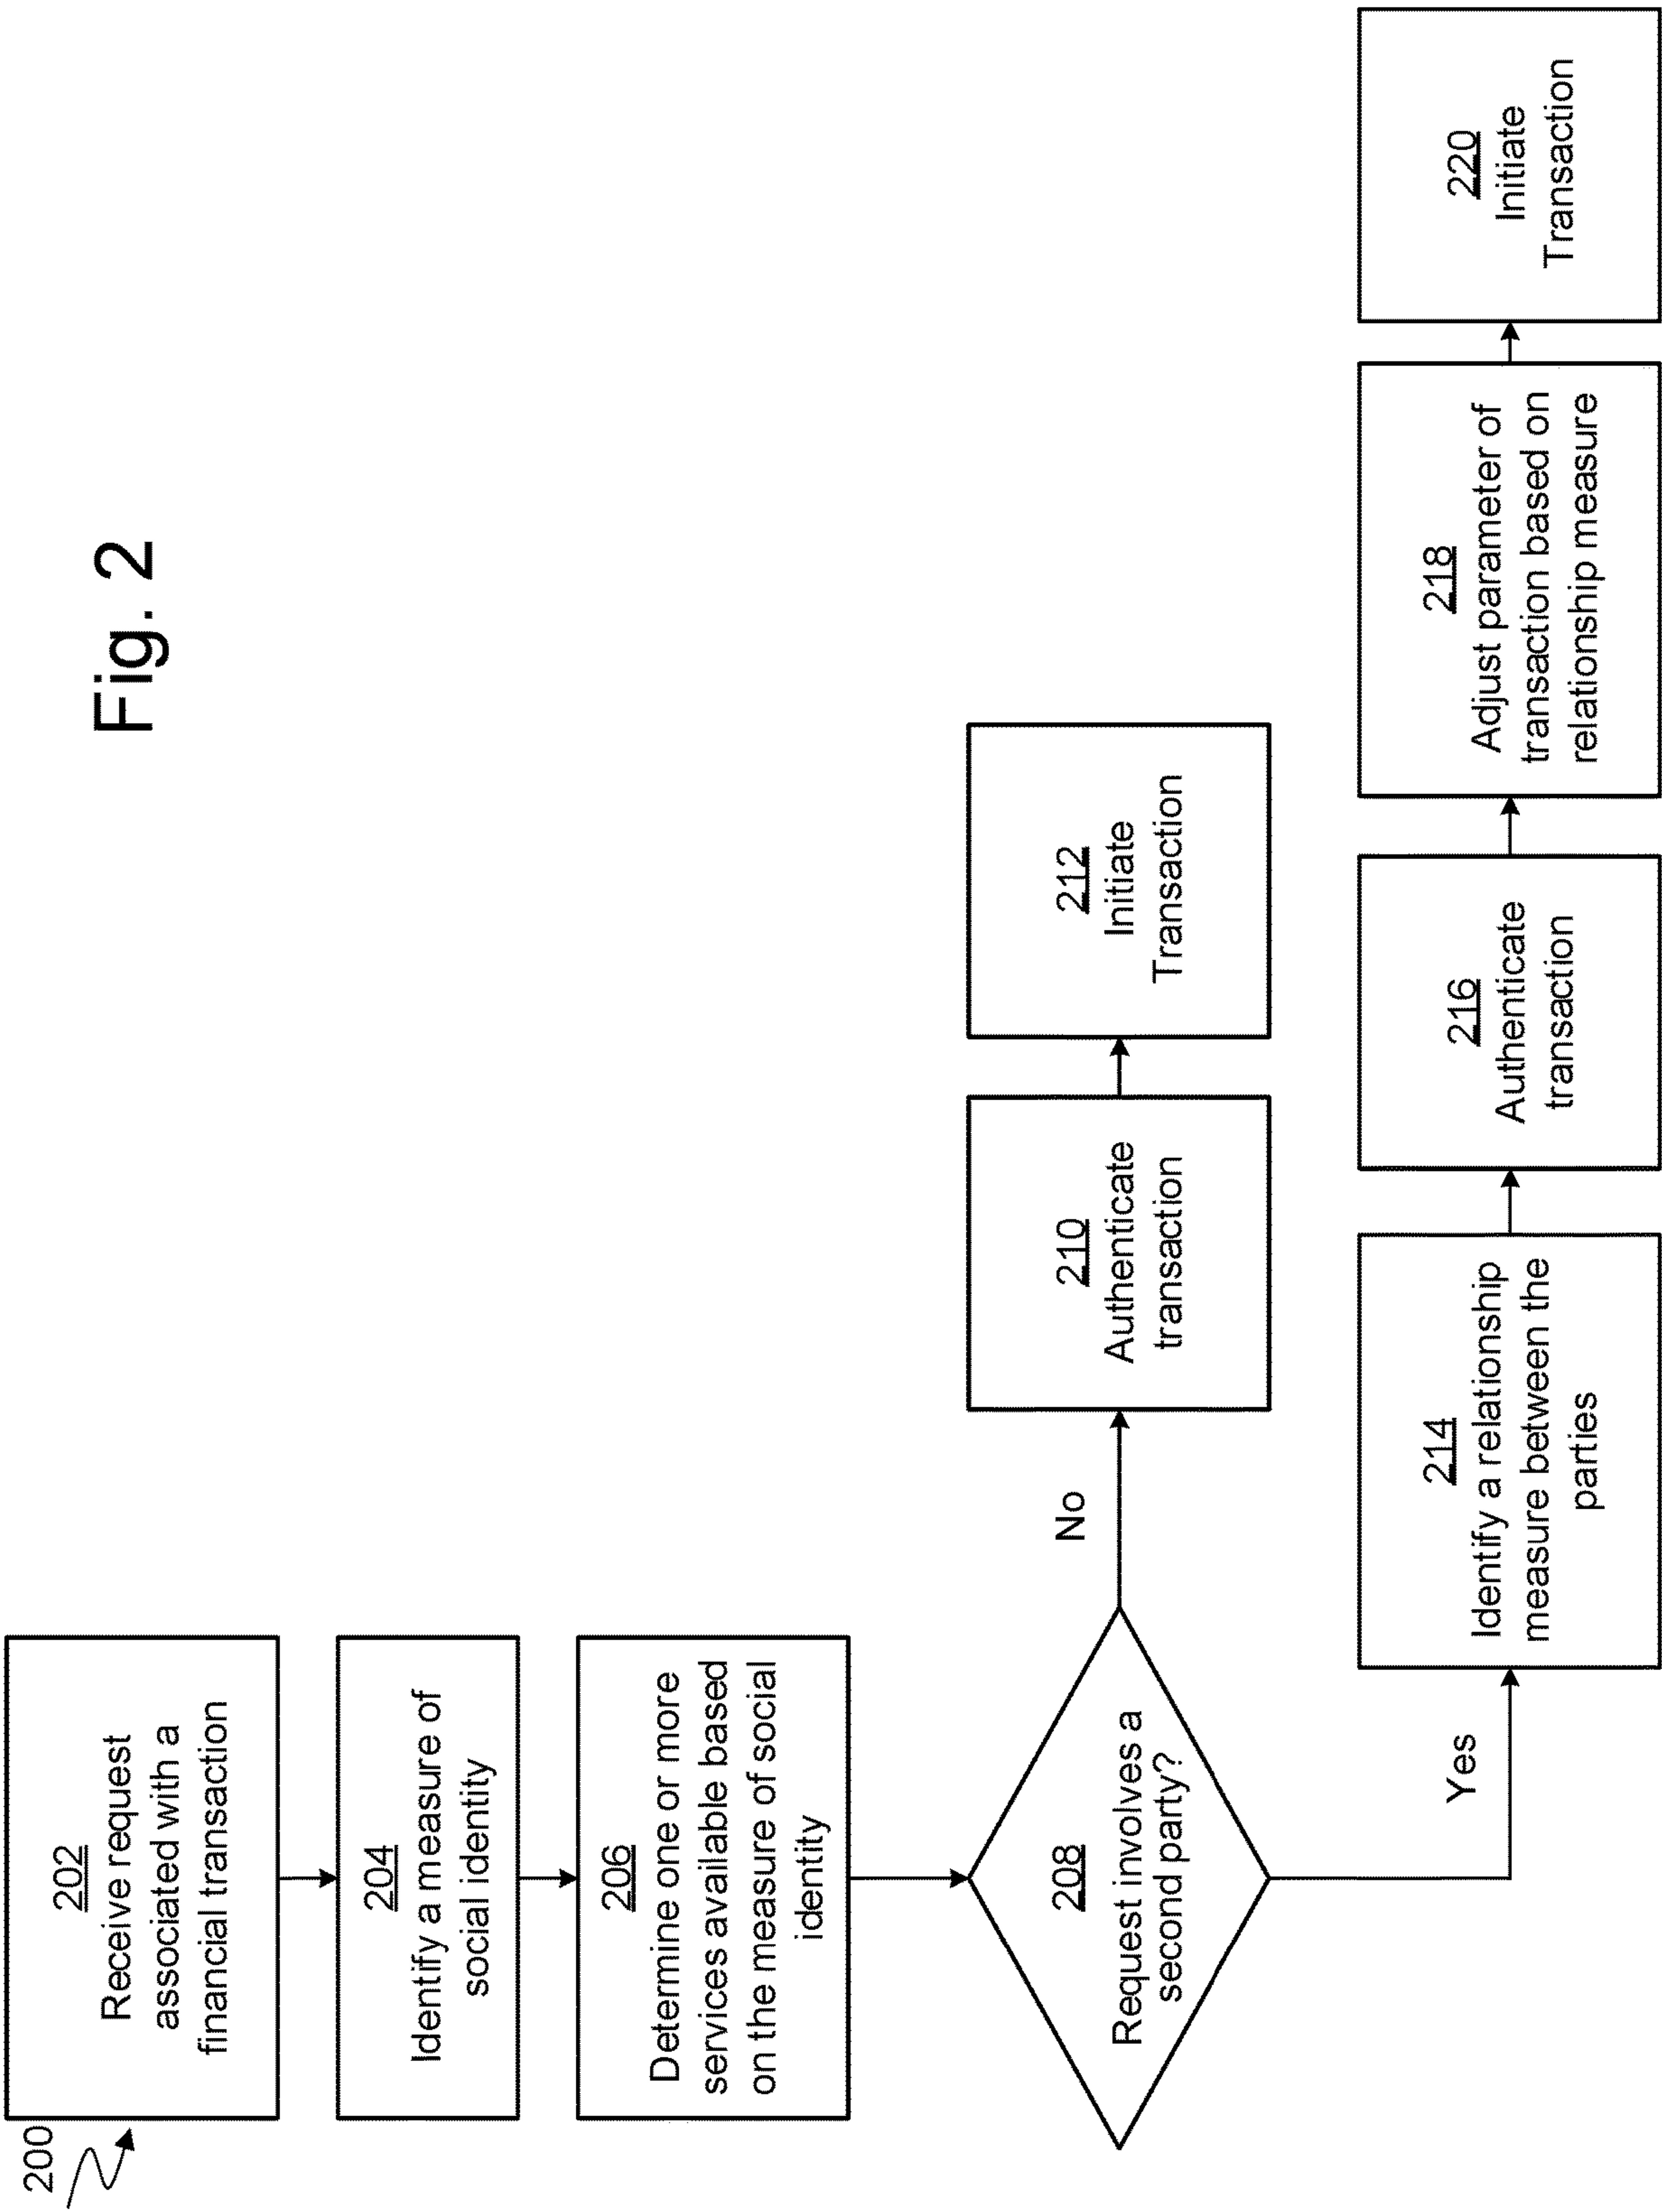 Fig. 2
200
202
Receive request
associated with a
financial transaction
204
Identify a measure of
social identity
206
Determine one or more
services available based
on the measure of social
identity
208
Request involves a
second party?
No
210
Authenticate
transaction
212
Initiate
Transaction
Yes
214
Identify a relationship
measure between the
parties
216
Authenticate
transaction
218
Adjust parameter of
transaction based on
relationship measure
220
Initiate
Transaction